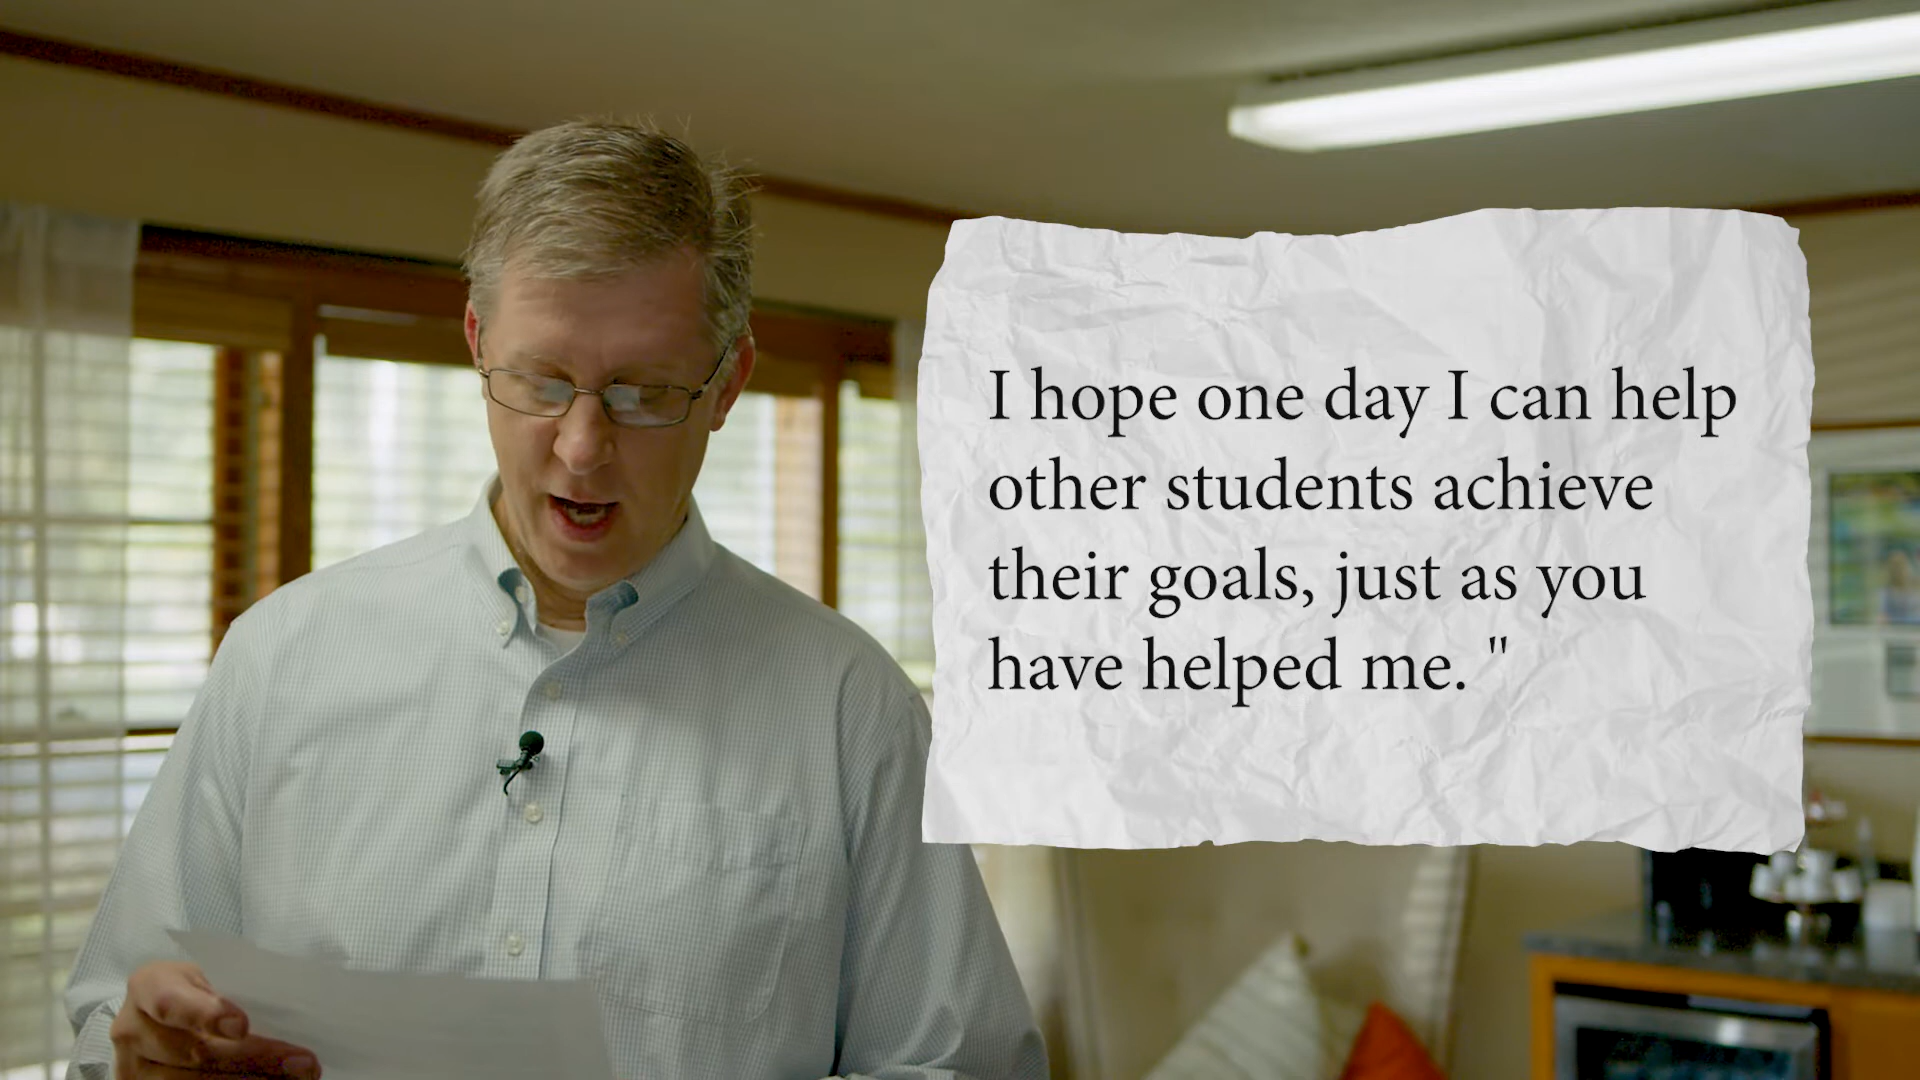 I hope one day I can help
other students achieve
their goals, just as you
have helped me. "